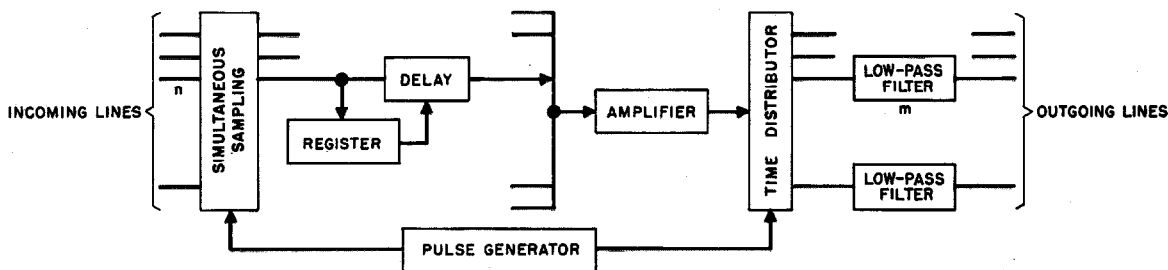 INCOMING LINES
n
SIMULTANEOUS
SAMPLING
DELAY
REGISTER
AMPLIFIER
TIME DISTRIBUTOR
LOW-PASS
FILTER
m
LOW-PASS
FILTER
OUTGOING LINES
PULSE GENERATOR